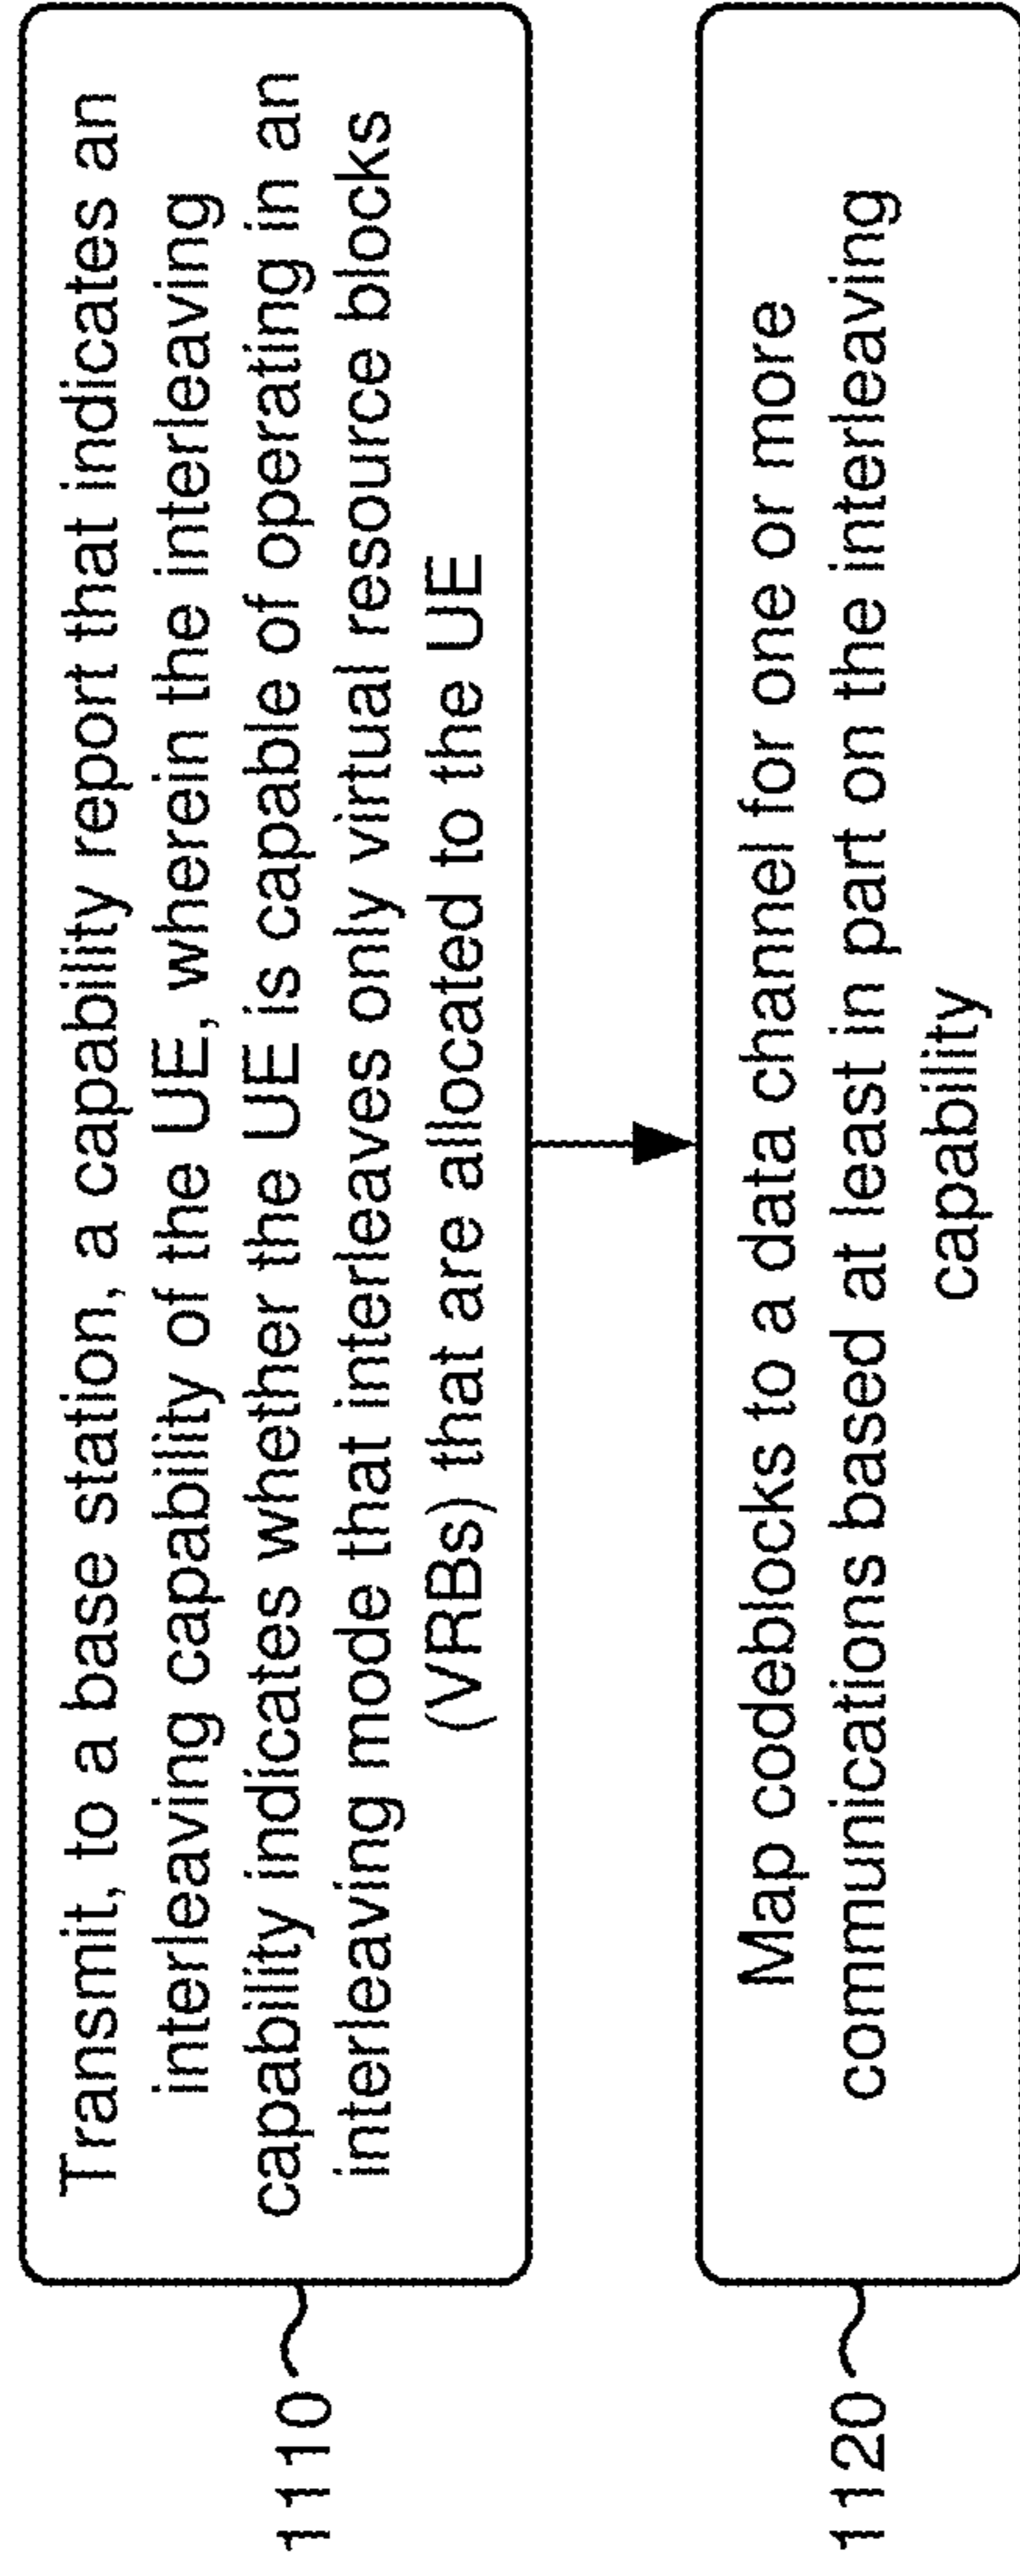 Transmit, to a base station, a capability report that indicates an
interleaving capability of the UE, wherein the interleaving
capability indicates whether the UE is capable of operating in an
interleaving mode that interleaves only virtual resource blocks
(VRBs) that are allocated to the UE
1110
Map codeblocks to a data channel for one or more
communications based at least in part on the interleaving
capability
1120